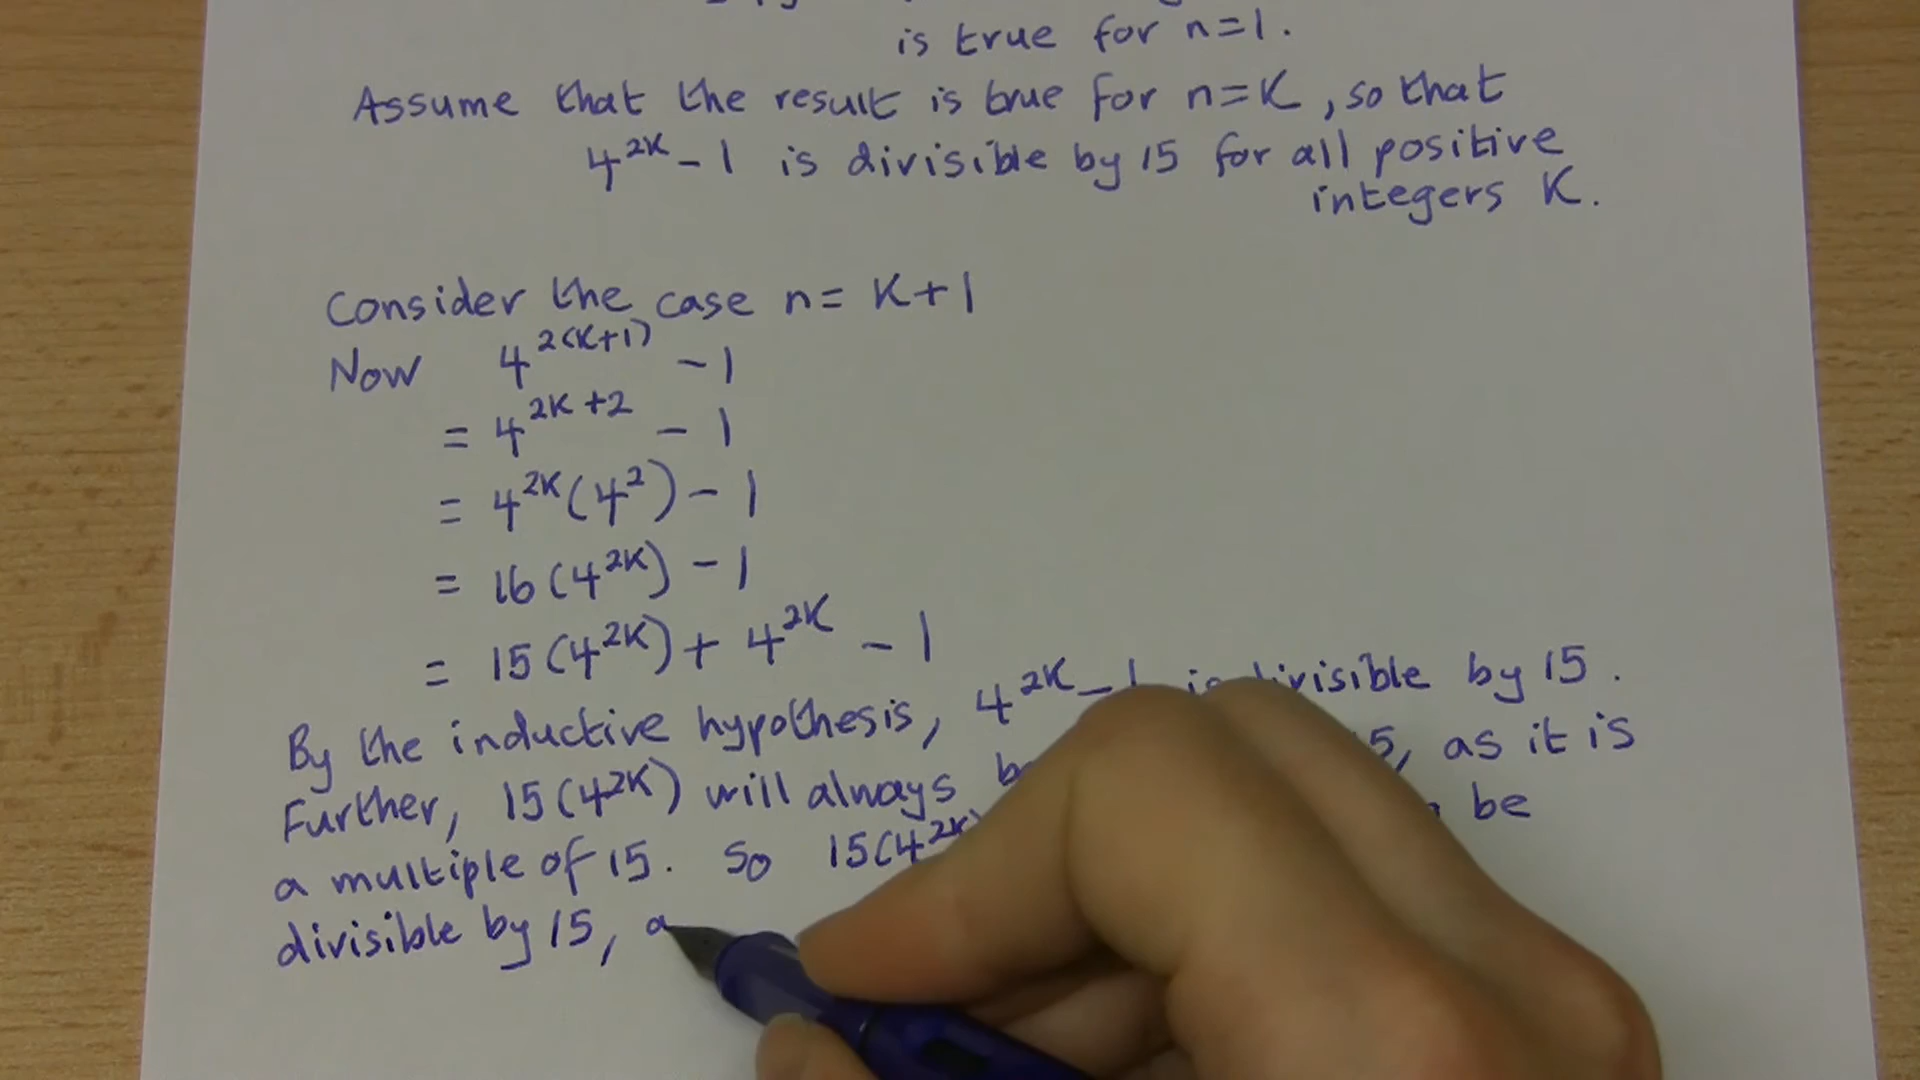 is true for n=1.
Assume that the result is true for n=K, so that
4^{2K} - 1 is divisible by 15 for all positive
integers K.
Consider the case n = K+1
Now 4^{2(K+1)} - 1
= 4^{2K+2} - 1
= 4^{2K}(4^2) - 1
= 16(4^{2K}) - 1
= 15(4^{2K}) + 4^{2K} - 1
By the inductive hypothesis, 4^{2K} - 1 is divisible by 15.
Further, 15(4^{2K}) will always 5, as it is
a multiple of 15. So 15(4^{2K}) be
divisible by 15,